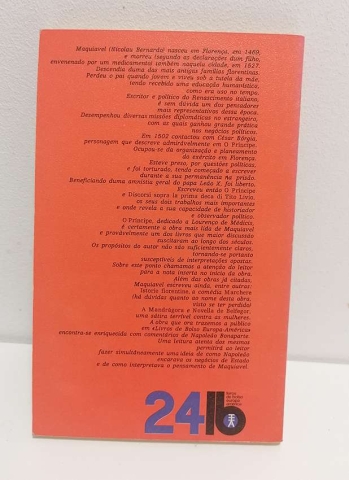 Maquiavel (Nicolau Bernardo) nasceu em Florença, em 1469,
e morreu (segundo as declarações dum filho,
envenenado por um medicamento) também naquela cidade, em 1527.
Descendia duma das mais antigas famílias florentinas.
Perdeu o pai quando jovem e viveu sob a tutela da mãe,
tendo recebido uma educação humanística,
como era uso no tempo.
Escritor e político do Renascimento italiano,
é sem dúvida um dos pensadores
mais representativos dessa época.
Desempenhou diversas missões diplomáticas no estrangeiro,
com as quais ganhou grande prática
nos negócios políticos.
Em 1502 contactou com César Bórgia,
personagem que descreve admiravelmente em O Príncipe.
Ocupou-se da organização e planeamento
do exército em Florença.
Esteve preso, por questões políticas,
e foi torturado, tendo começado a escrever
durante a sua permanência na prisão.
Beneficiando duma amnistia geral do papa Leão X, foi liberto.
Escreveu então O Príncipe
e Discorsi sopra la prima deca di Tito Livio,
os seus dois trabalhos mais importantes
e onde revela a sua capacidade de historiador
e observador político.
O Príncipe, dedicado a Lourenço de Médicis,
é certamente a obra mais lida de Maquiavel
e provàvelmente um dos livros que maior discussão
suscitaram ao longo dos séculos.
Os propósitos do autor não são suficientemente claros,
tornando-se portanto
susceptíveis de interpretações opostas.
Sobre este ponto chamamos a atenção do leitor
para a nota inserta no início da obra.
Além das obras já citadas,
Maquiavel escreveu ainda, entre outras:
Istorie fiorentine, a comédia Maschere
(há dúvidas quanto ao nome desta obra,
visto se ter perdido)
A Mandrágora e Novella de Belfagor,
uma sátira terrível contra as mulheres.
A obra que ora trazemos a público
em «Livros de Bolso Europa-América»
encontra-se enriquecida com comentários de Napoleão Bonaparte.
Uma leitura atenta dos mesmos
permitirá ao leitor
fazer simultâneamente uma ideia de como Napoleão
encarava os negócios de Estado
e de como interpretava o pensamento de Maquiavel.
24 lb
livros
de bolso
europa
américa